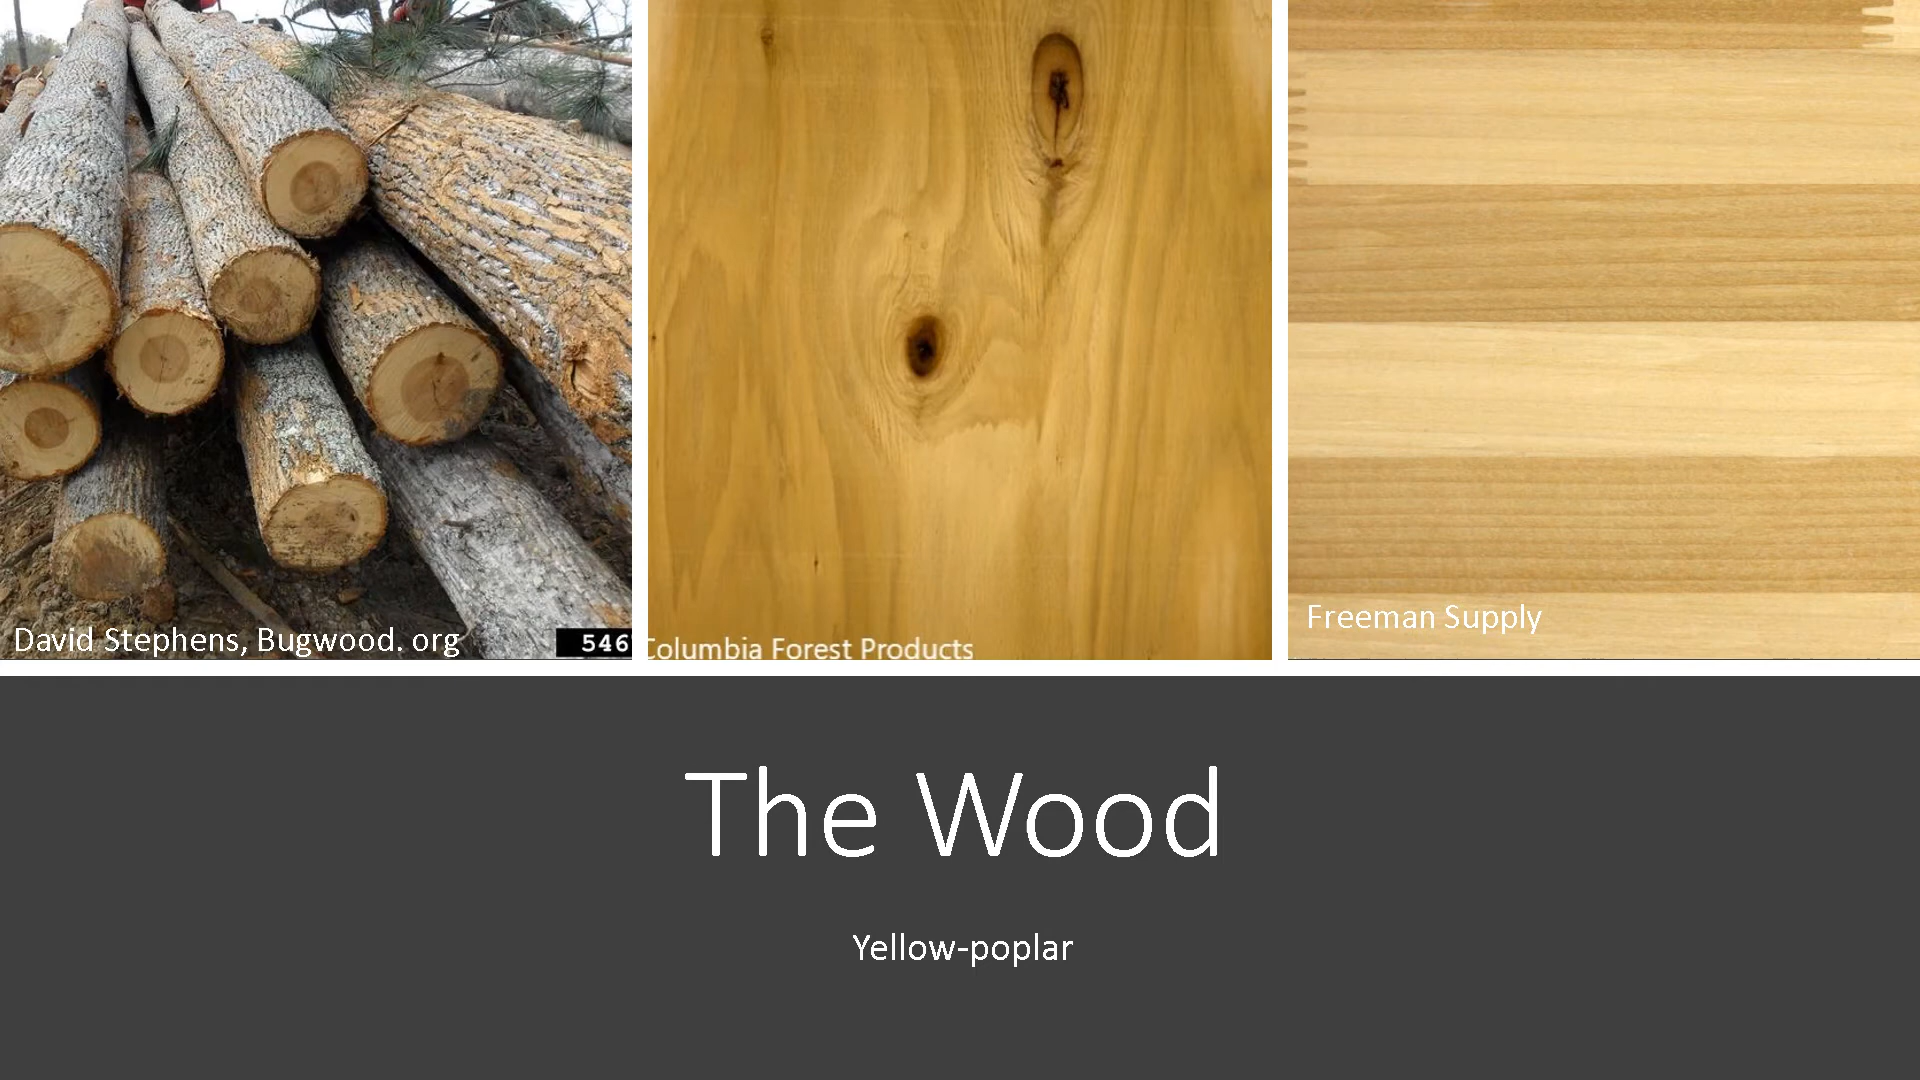 David Stephens, Bugwood. org
546
Columbia Forest Products
Freeman Supply
The Wood
Yellow-poplar